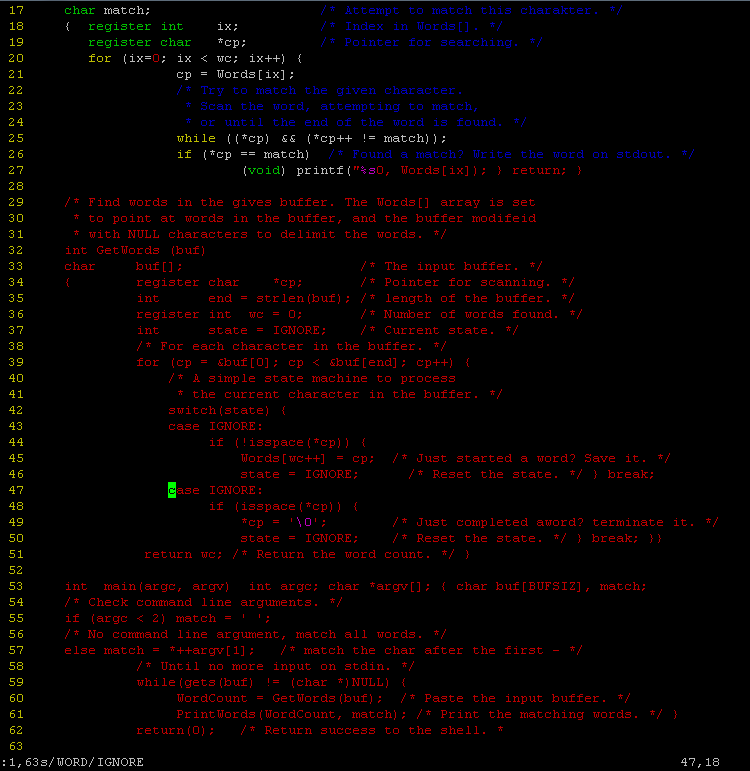 17 char match; /* Attempt to match this charakter. */
18 { register int ix; /* Index in Words[]. */
19 register char *cp; /* Pointer for searching. */
20 for (ix=0; ix < wc; ix++) {
21 cp = Words[ix];
22 /* Try to match the given character.
23 * Scan the word, attempting to match,
24 * or until the end of the word is found. */
25 while ((*cp) && (*cp++ != match));
26 if (*cp == match) /* Found a match? Write the word on stdout. */
27 (void) printf("%s0, Words[ix]); } return; }
28
29 /* Find words in the gives buffer. The Words[] array is set
30 * to point at words in the buffer, and the buffer modifeid
31 * with NULL characters to delimit the words. */
32 int GetWords (buf)
33 char buf[]; /* The input buffer. */
34 { register char *cp; /* Pointer for scanning. */
35 int end = strlen(buf); /* length of the buffer. */
36 register int wc = 0; /* Number of words found. */
37 int state = IGNORE; /* Current state. */
38 /* For each character in the buffer. */
39 for (cp = &buf[0]; cp < &buf[end]; cp++) {
40 /* A simple state machine to process
41 * the current character in the buffer. */
42 switch(state) {
43 case IGNORE:
44 if (!isspace(*cp)) {
45 Words[wc++] = cp; /* Just started a word? Save it. */
46 state = IGNORE; /* Reset the state. */ } break;
47 case IGNORE:
48 if (isspace(*cp)) {
49 *cp = '\0'; /* Just completed aword? terminate it. */
50 state = IGNORE; /* Reset the state. */ } break; }}
51 return wc; /* Return the word count. */ }
52
53 int main(argc, argv) int argc; char *argv[]; { char buf[BUFSIZ], match;
54 /* Check command line arguments. */
55 if (argc < 2) match = ' ';
56 /* No command line argument, match all words. */
57 else match = *++argv[1]; /* match the char after the first - */
58 /* Until no more input on stdin. */
59 while(gets(buf) != (char *)NULL) {
60 WordCount = GetWords(buf); /* Paste the input buffer. */
61 PrintWords(WordCount, match); /* Print the matching words. */ }
62 return(0); /* Return success to the shell. *
63
:1,63s/WORD/IGNORE 47,18